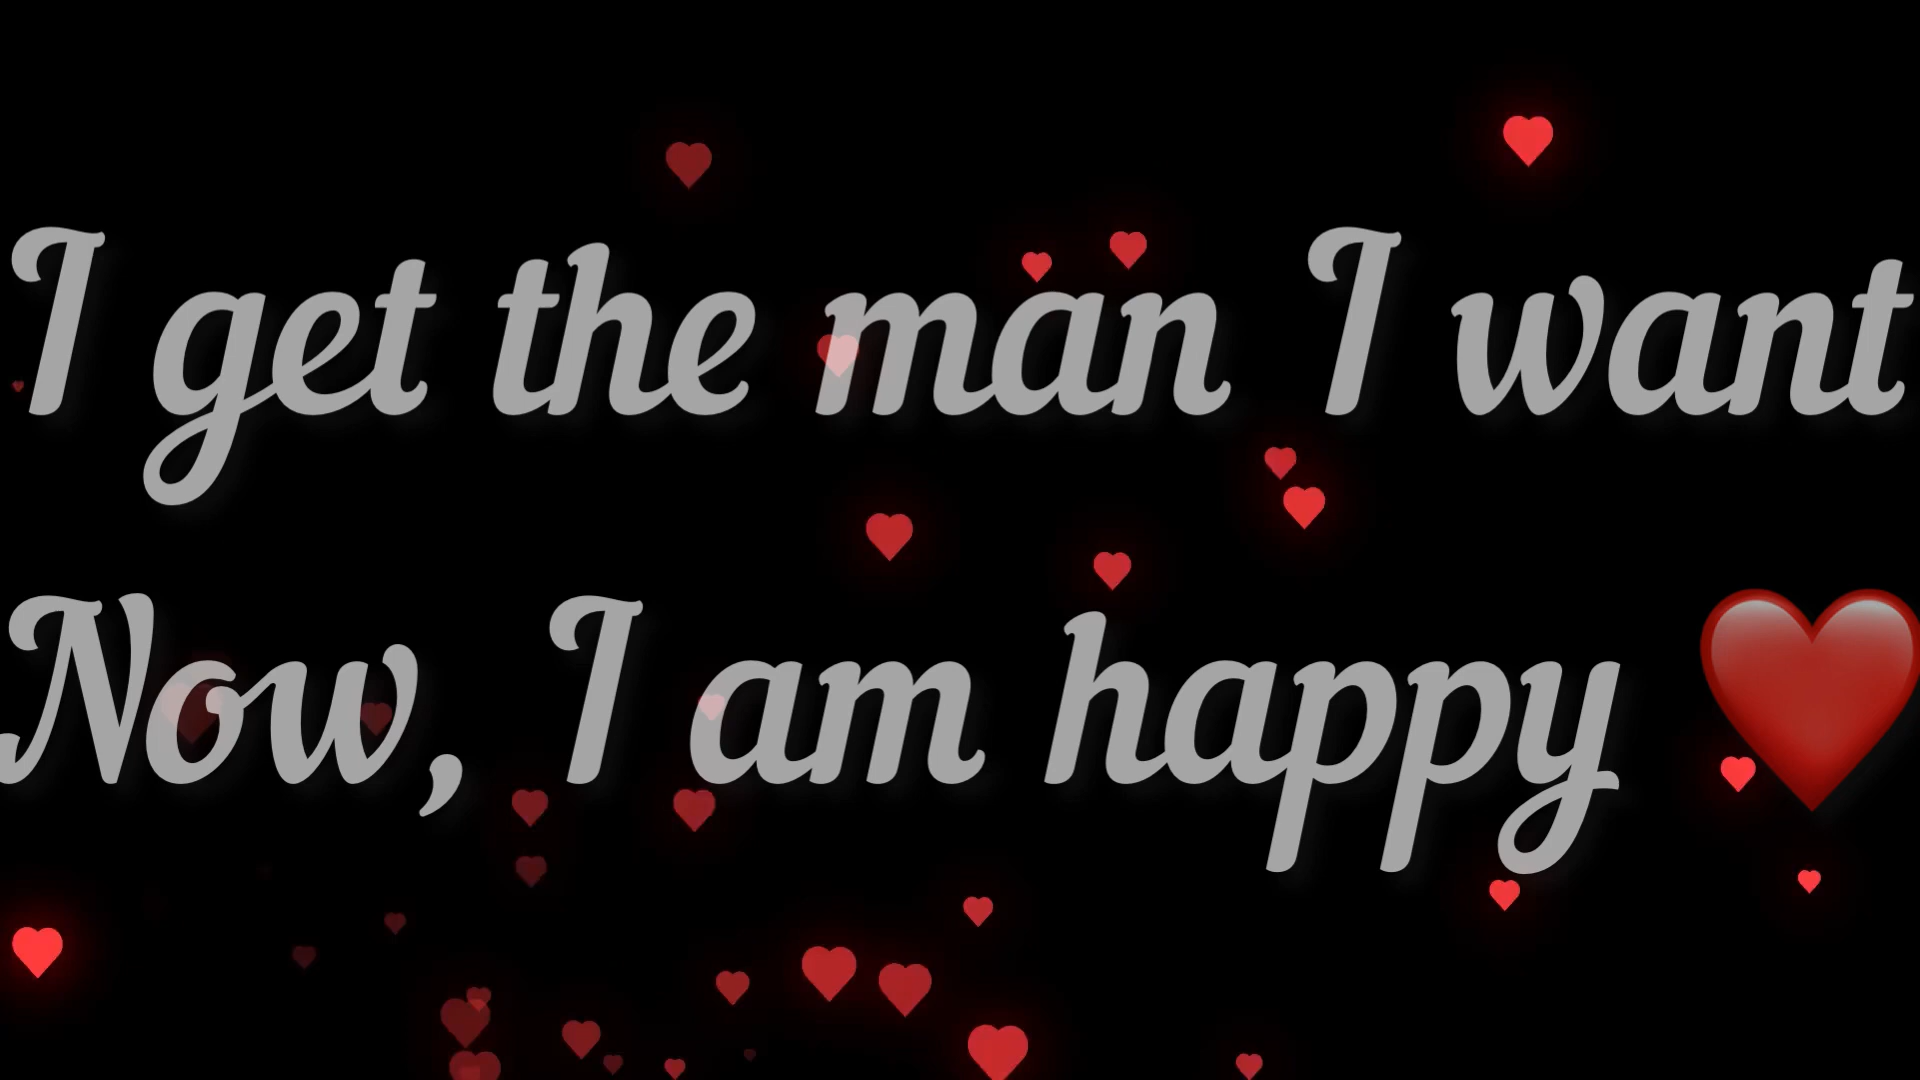 I get the man I want
Now, I am happy ❤️